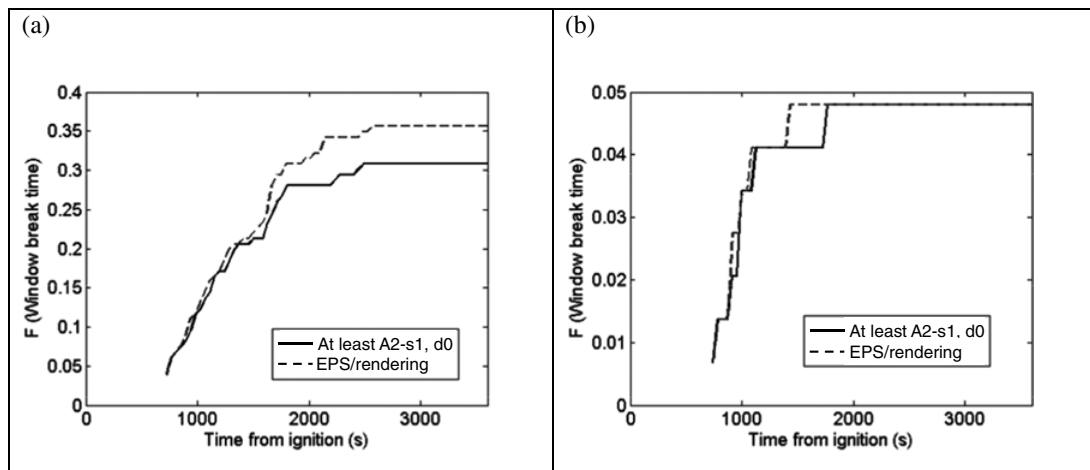 (a)
0.4
0.35
0.3
0.25
0.2
0.15
0.1
0.05
0
F (Window break time)
0 1000 2000 3000
Time from ignition (s)
At least A2-s1, d0
EPS/rendering
(b)
0.05
0.04
0.03
0.02
0.01
0
F (Window break time)
0 1000 2000 3000
Time from ignition (s)
At least A2-s1, d0
EPS/rendering